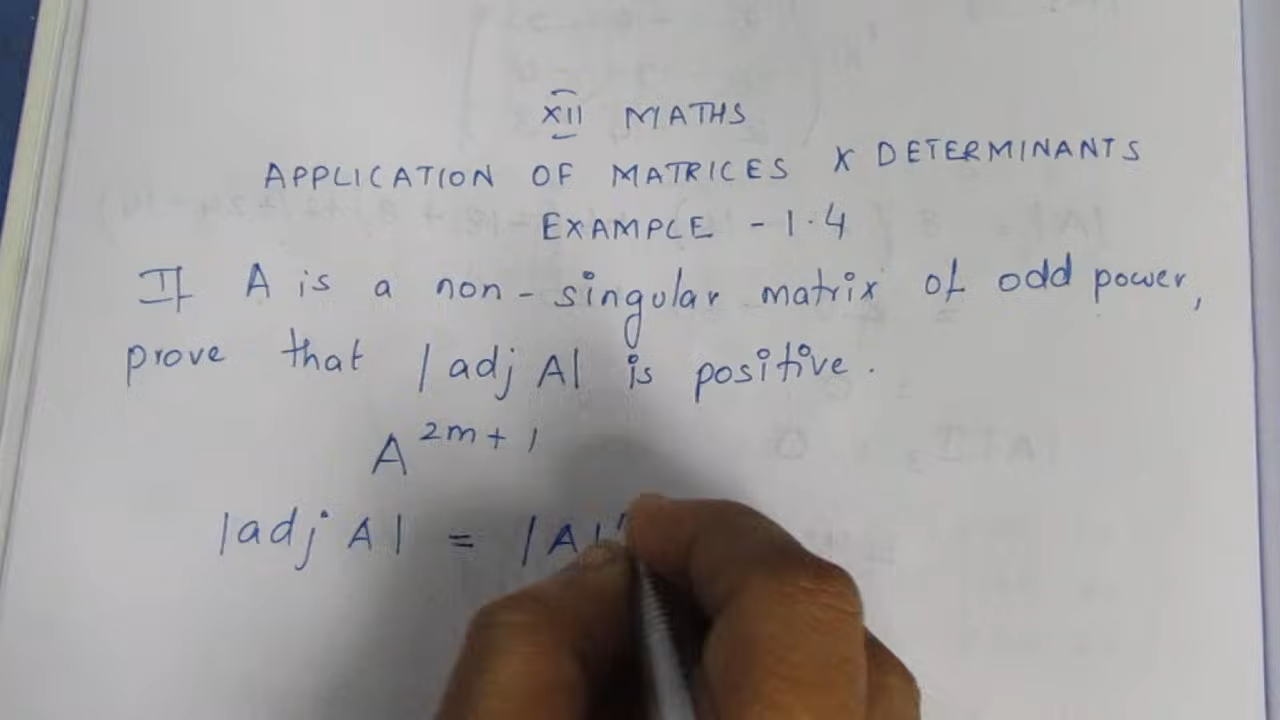 XII MATHS
APPLICATION OF MATRICES & DETERMINANTS
EXAMPLE - 1.4
If A is a non-singular matrix of odd power,
prove that |adj A| is positive.
A^{2m+1}
|adj A| = |A|